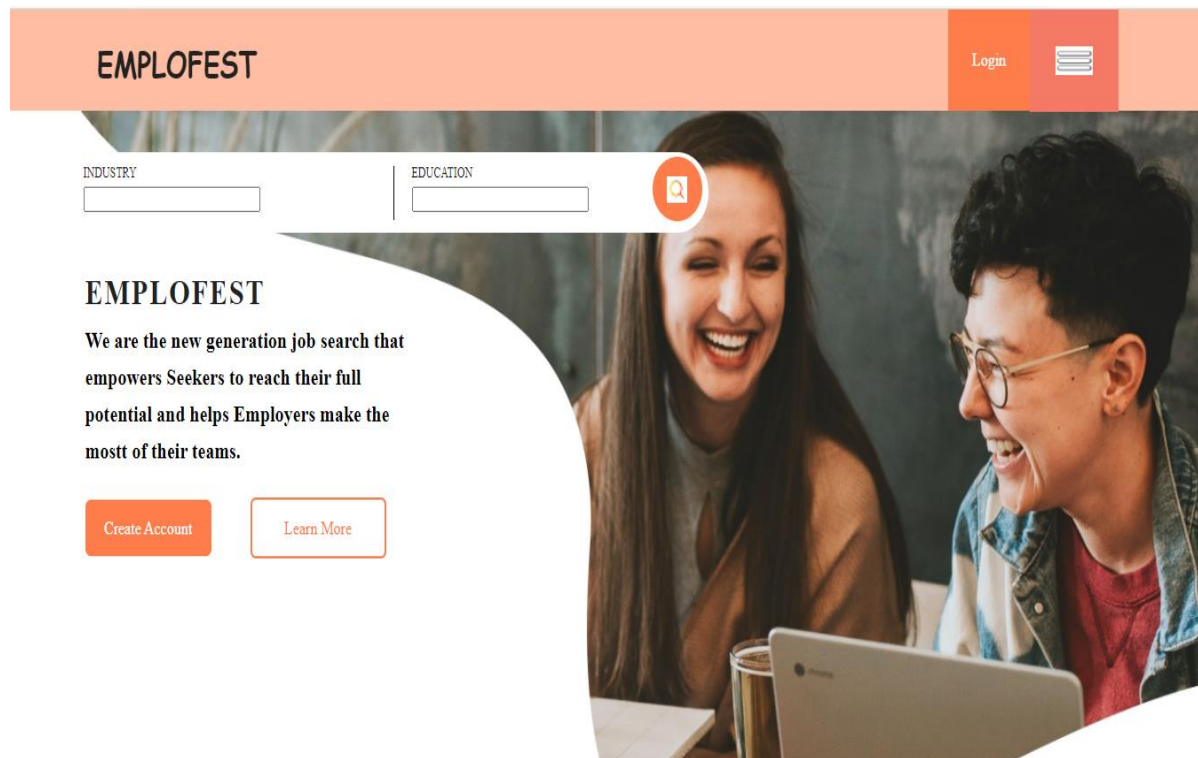 EMPLOFEST
Login
INDUSTRY
EDUCATION
EMPLOFEST
We are the new generation job search that
empowers Seekers to reach their full
potential and helps Employers make the
mostt of their teams.
Create Account
Learn More
chrome